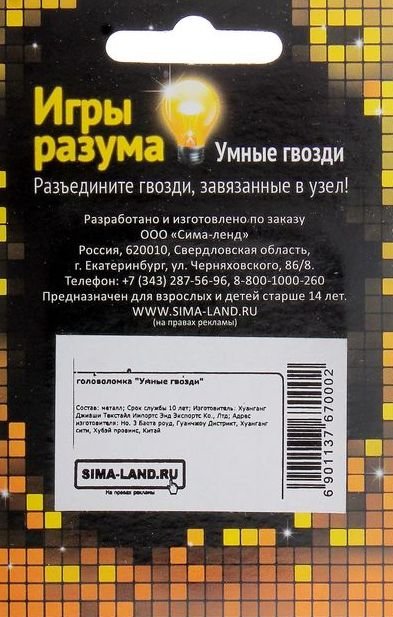 Игры
разума
Умные гвозди
Разъедините гвозди, завязанные в узел!
Разработано и изготовлено по заказу
ООО «Сима-ленд»
Россия, 620010, Свердловская область,
г. Екатеринбург, ул. Черняховского, 86/8.
Телефон: +7 (343) 287-56-96, 8-800-1000-260
Предназначен для взрослых и детей старше 14 лет.
WWW.SIMA-LAND.RU
(на правах рекламы)
головоломка "Умные гвозди"
Состав: металл; Срок службы 10 лет; Изготовитель: Хуанганг
Джиаши Текстайл Импортс Энд Экспортс Ко., Лтд; Адрес
изготовителя: Но. 3 Баста роуд, Гуанчжоу Дистрикт, Хуанганг
сити, Хубэй провинс, Китай
SIMA-LAND.RU
На правах рекламы
6901137670002